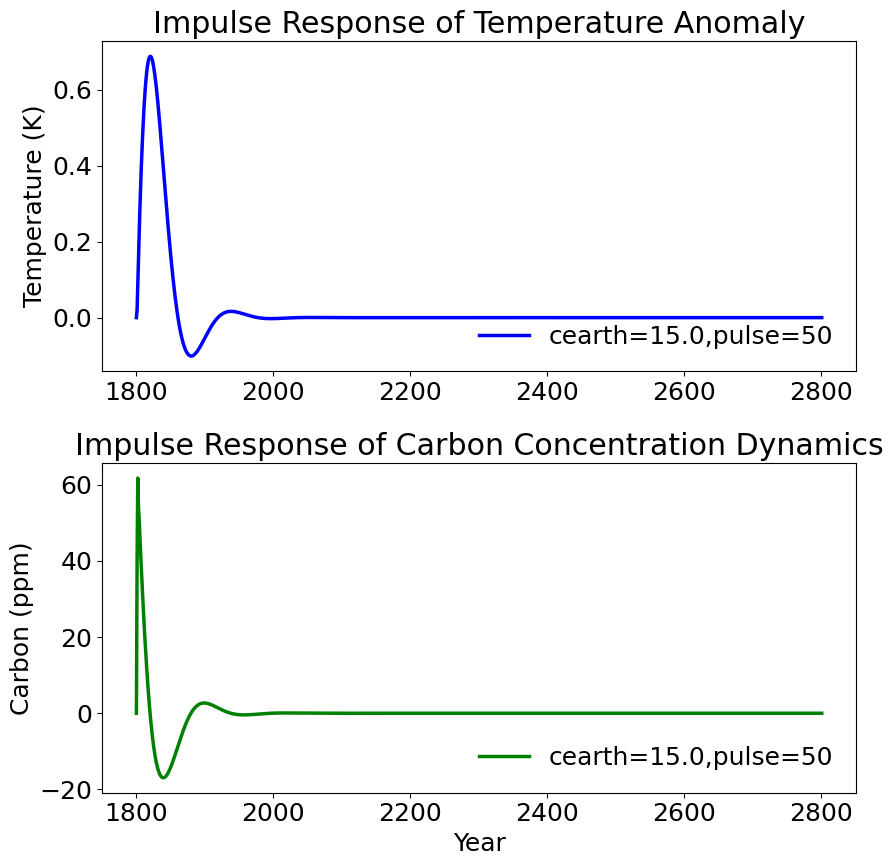 Impulse Response of Temperature Anomaly
Temperature (K)
0.6
0.4
0.2
0.0
cearth=15.0,pulse=50
1800 2000 2200 2400 2600 2800
Impulse Response of Carbon Concentration Dynamics
Carbon (ppm)
60
40
20
0
−20
cearth=15.0,pulse=50
1800 2000 2200 2400 2600 2800
Year